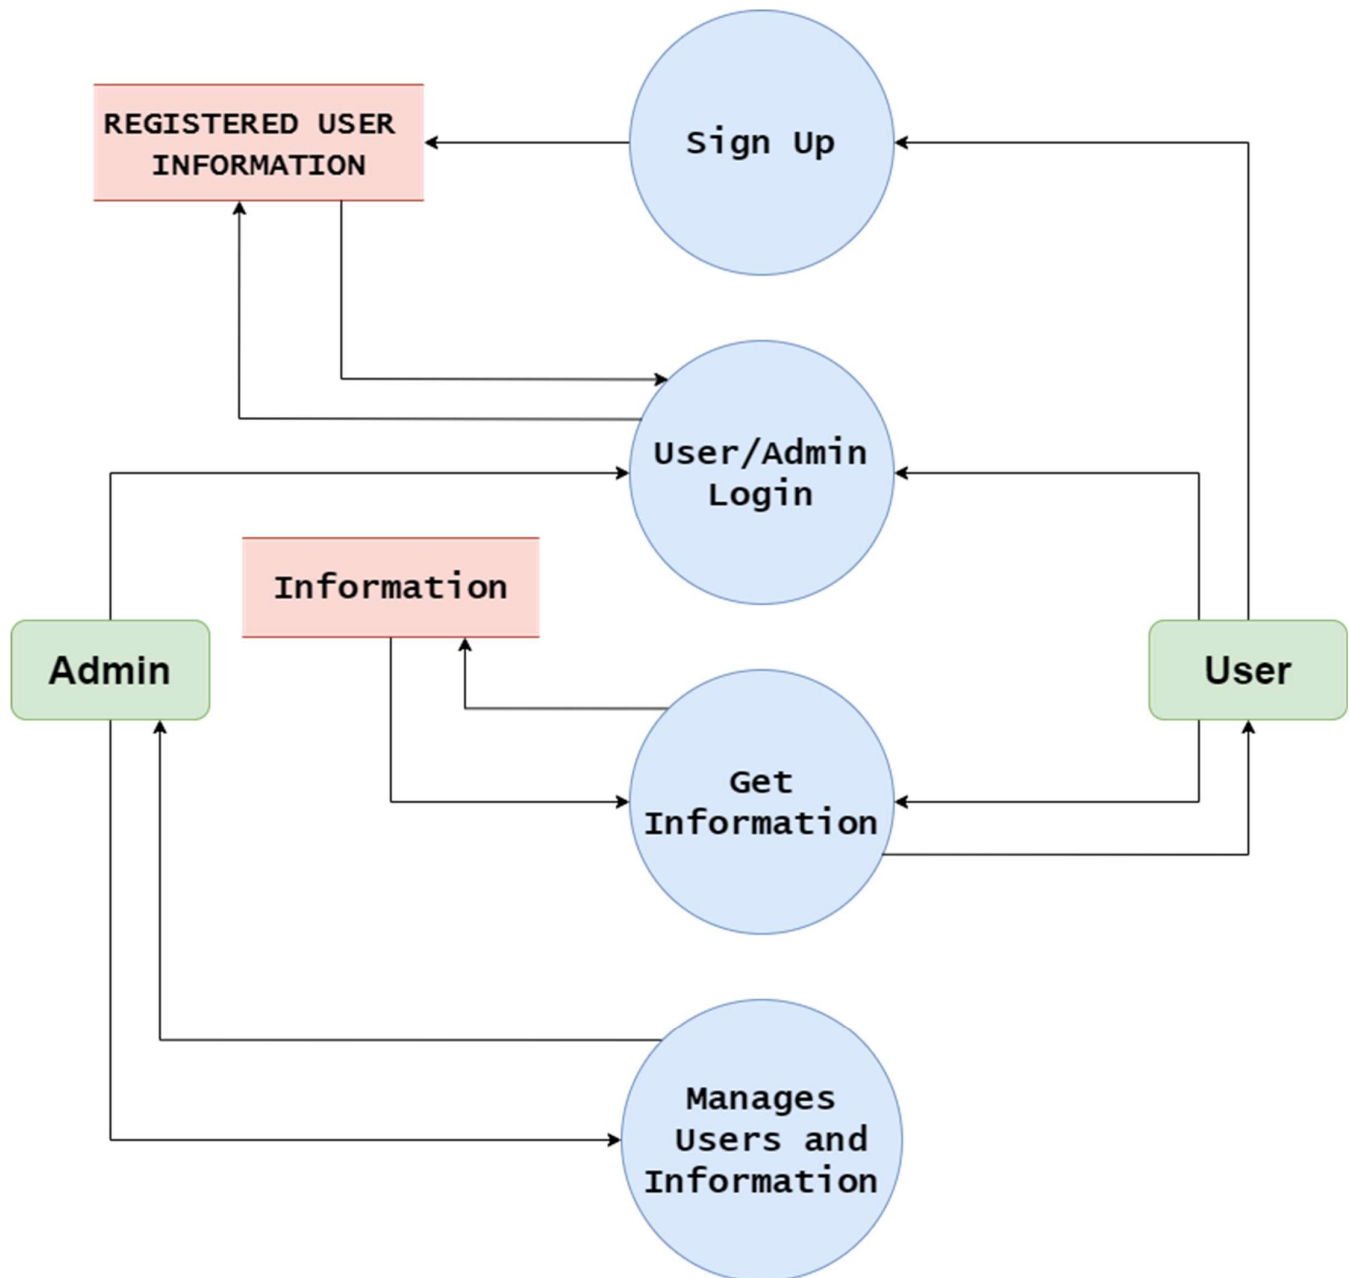 REGISTERED USER
INFORMATION
Sign Up
User/Admin
Login
Information
Admin
User
Get
Information
Manages
Users and
Information